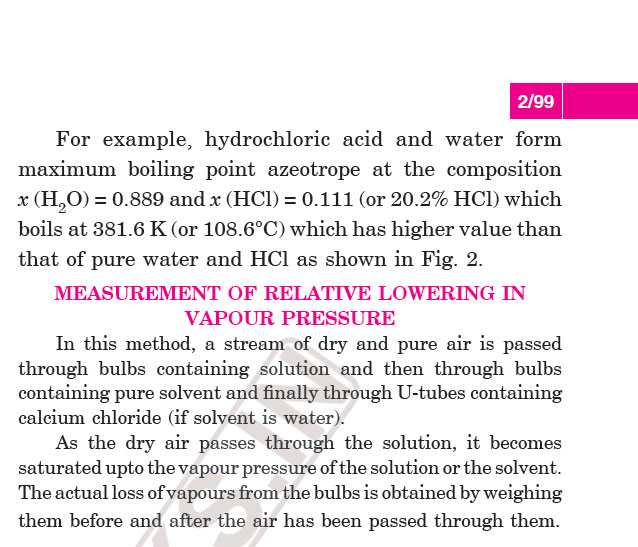 2/99
For example, hydrochloric acid and water form
maximum boiling point azeotrope at the composition
x (H₂O) = 0.889 and x (HCl) = 0.111 (or 20.2% HCl) which
boils at 381.6 K (or 108.6°C) which has higher value than
that of pure water and HCl as shown in Fig. 2.
MEASUREMENT OF RELATIVE LOWERING IN
VAPOUR PRESSURE
In this method, a stream of dry and pure air is passed
through bulbs containing solution and then through bulbs
containing pure solvent and finally through U-tubes containing
calcium chloride (if solvent is water).
As the dry air passes through the solution, it becomes
saturated upto the vapour pressure of the solution or the solvent.
The actual loss of vapours from the bulbs is obtained by weighing
them before and after the air has been passed through them.
KS.IN